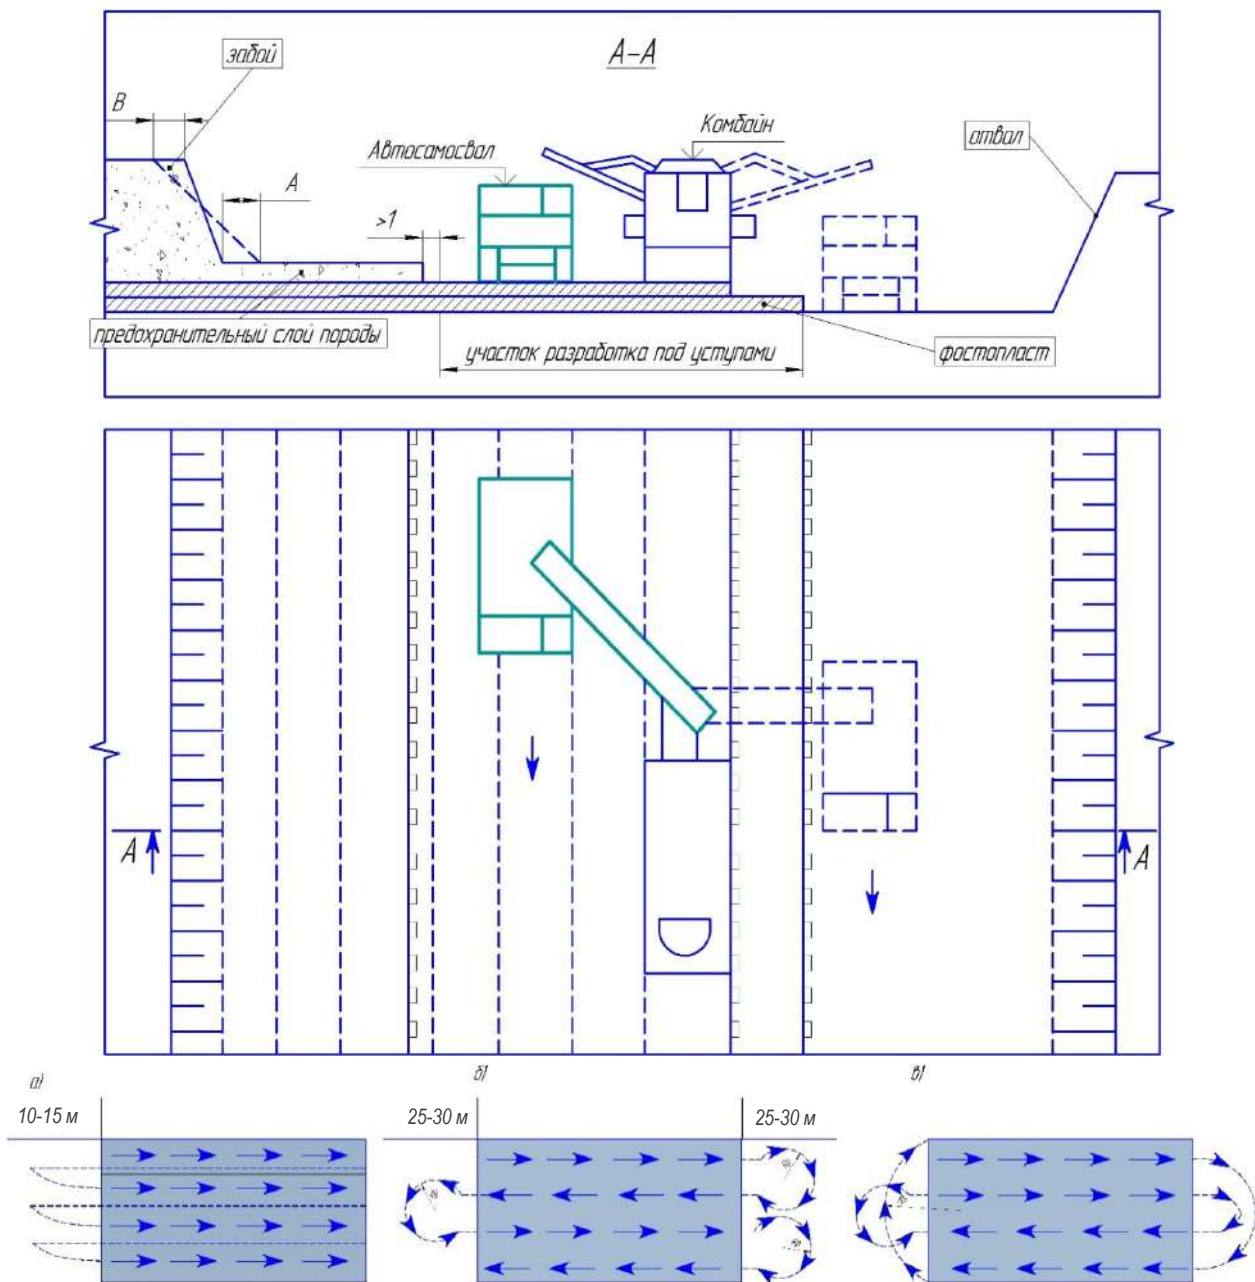 А-А
забой
В
Комбайн
отвал
Автосамосвал
А
>1
предохранительный слой породы
участок разработка под уступами
фостопласт
А
А
а)
б)
в)
10-15 м
25-30 м
25-30 м